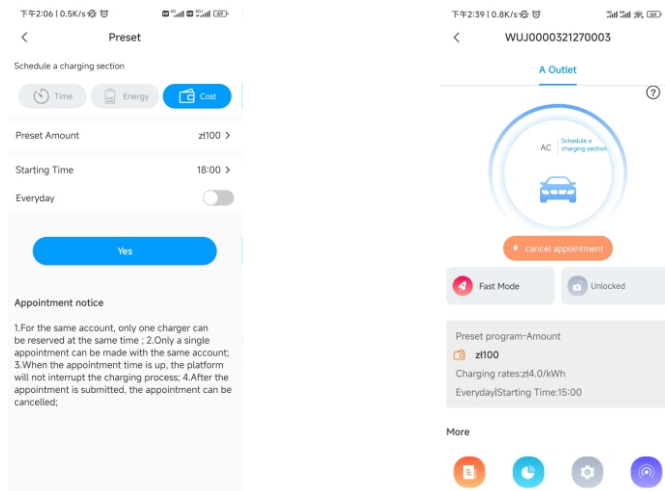 下午2:06 | 0.5K/s
Preset
Schedule a charging section
Time
Energy
Cost
Preset Amount
zł100 >
Starting Time
18:00 >
Everyday
Yes
Appointment notice
1.For the same account, only one charger can
be reserved at the same time ; 2.Only a single
appointment can be made with the same account;
3.When the appointment time is up, the platform
will not interrupt the charging process; 4.After the
appointment is submitted, the appointment can be
cancelled;
下午2:39 | 0.8K/s
WUJ0000321270003
A Outlet
AC
Schedule a
charging section
cancel appointment
Fast Mode
Unlocked
Preset program-Amount
zł100
Charging rates:zł4.0/kWh
Everyday|Starting Time:15:00
More